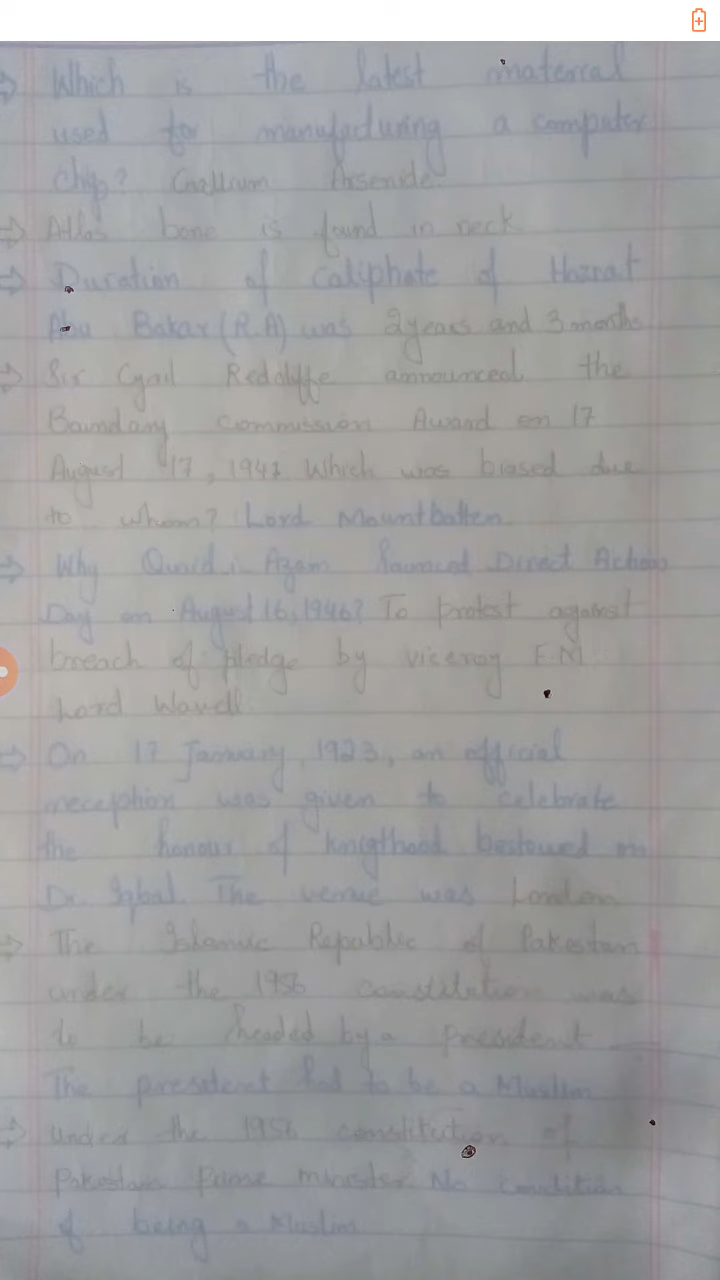 ⇒ Which is the latest material
used for manufacturing a computer
chip? Gallium Arsenide.
⇒ Atlas bone is found in neck
⇒ Duration of caliphate of Hazrat
Abu Bakar (R.A) was 2 years and 3 months
⇒ Sir Cyril Redcliffe announced the
Boundary Commission Award on 17
August 17, 1947 Which was biased due
to whom? Lord Mountbatten
⇒ Why Quaid-i-Azam Direct Action
Day on August 16, 1946? To protest against
breach of pledge by viceroy F.M
Lord Wavell
⇒ On 17 January, 1923, an official
reception was given to celebrate
the honour of knigthood bestowed on
Dr. Iqbal. The venue was London
⇒ The Islamic Republic of Pakestan
under the 1956 constitution was
to be headed by a president
The president had to be a Muslim
⇒ Under the 1956 constitution of
Pakistan Prime minister No condition
of being a Muslim